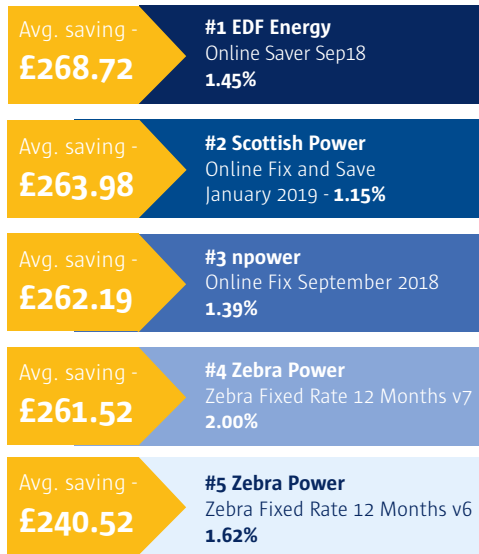 Avg. saving -
£268.72
#1 EDF Energy
Online Saver Sep18
1.45%
Avg. saving -
£263.98
#2 Scottish Power
Online Fix and Save
January 2019 - 1.15%
Avg. saving -
£262.19
#3 npower
Online Fix September 2018
1.39%
Avg. saving -
£261.52
#4 Zebra Power
Zebra Fixed Rate 12 Months v7
2.00%
Avg. saving -
£240.52
#5 Zebra Power
Zebra Fixed Rate 12 Months v6
1.62%